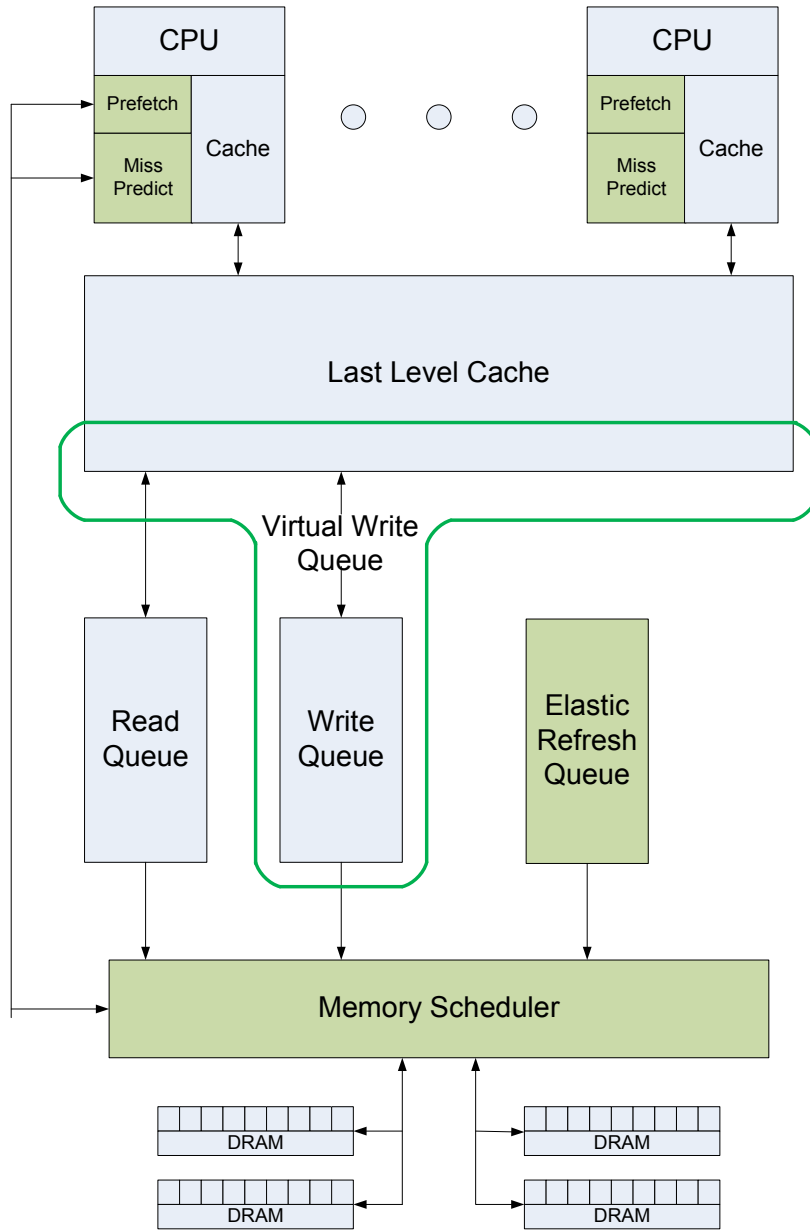 CPU
Prefetch
Miss
Predict
Cache
CPU
Prefetch
Miss
Predict
Cache
Last Level Cache
Virtual Write
Queue
Read
Queue
Write
Queue
Elastic
Refresh
Queue
Memory Scheduler
DRAM
DRAM
DRAM
DRAM